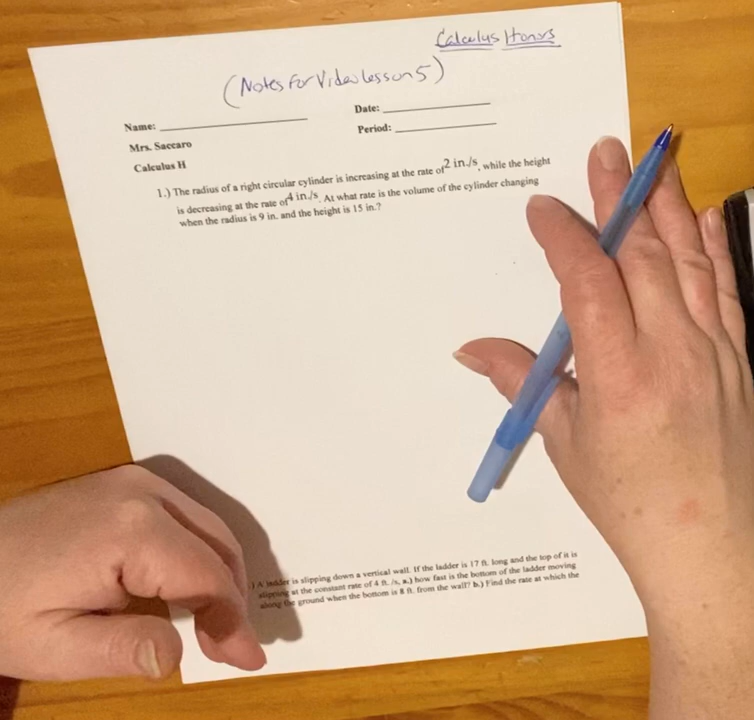 Calculus Honors
(Notes for Video lesson 5)
Name: Date:
Mrs. Saccaro Period:
Calculus H
1.) The radius of a right circular cylinder is increasing at the rate of 2 in./s, while the height
is decreasing at the rate of 4 in./s. At what rate is the volume of the cylinder changing
when the radius is 9 in. and the height is 15 in.?
) A ladder is slipping down a vertical wall. If the ladder is 17 ft. long and the top of it is
slipping at the constant rate of 4 ft. /s, a.) how fast is the bottom of the ladder moving
along the ground when the bottom is 8 ft. from the wall? b.) Find the rate at which the